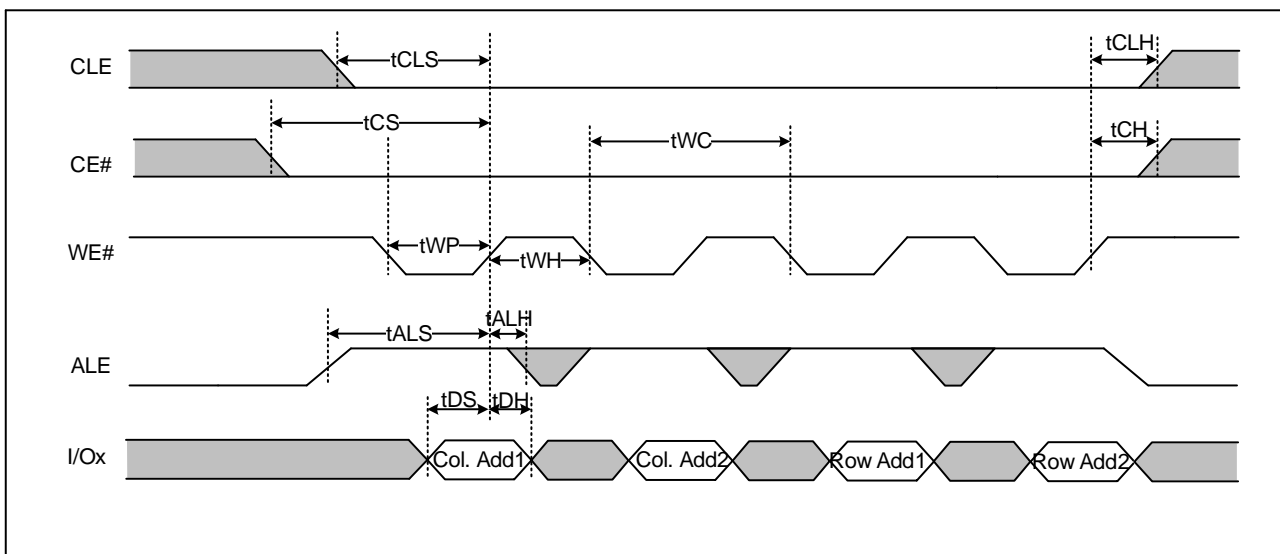 CLE
tCLS
tCLH
CE#
tCS
tWC
tCH
WE#
tWP
tWH
ALE
tALS
tALH
tDS
tDH
I/Ox
Col. Add1
Col. Add2
Row Add1
Row Add2